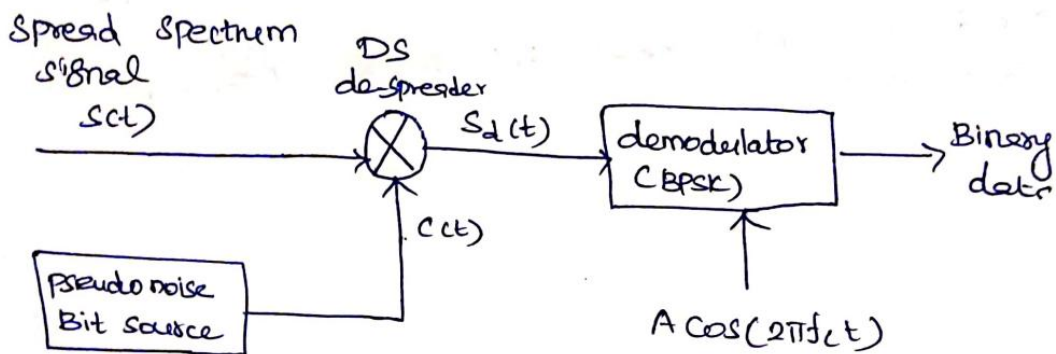 Spread Spectrum
Signal
S(t)
DS
de-spreader
Sd(t)
demodulator
(BPSK)
Binary
data
C(t)
Pseudo noise
Bit source
A Cos(2πfct)